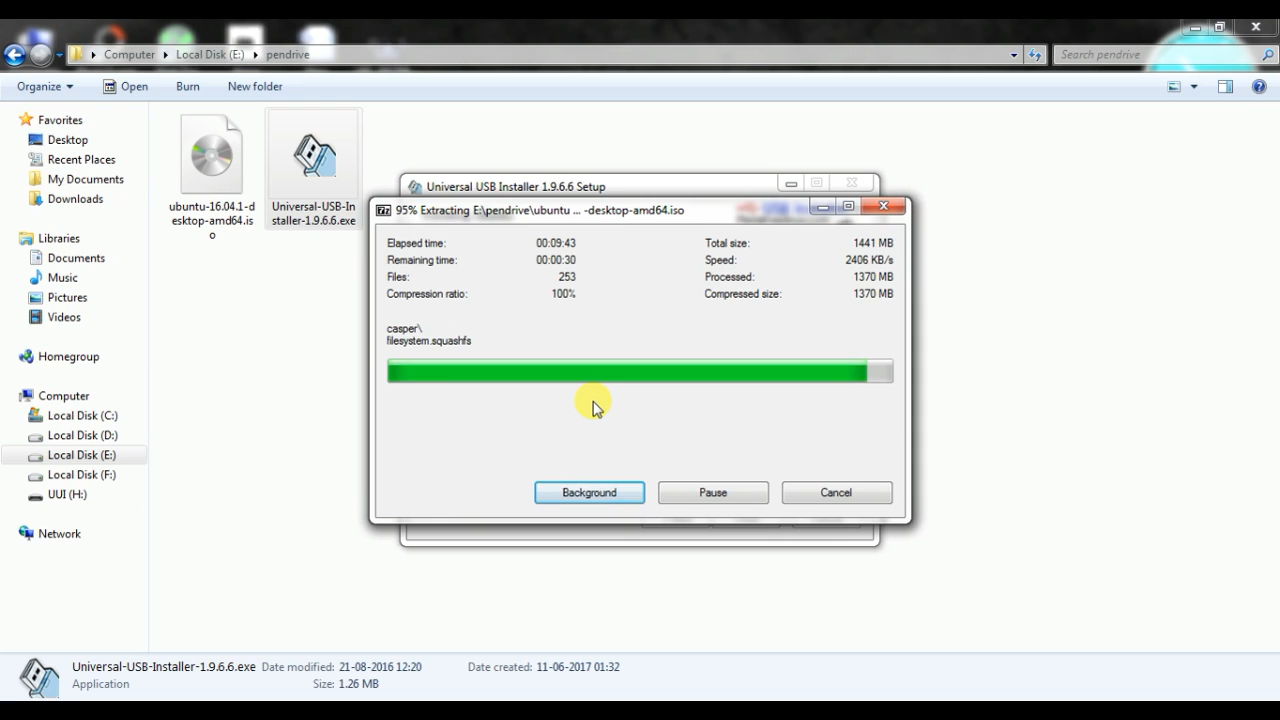 Computer Local Disk (E:) pendrive
Search pendrive
Organize Open Burn New folder
Favorites
Desktop
Recent Places
My Documents
Downloads
Libraries
Documents
Music
Pictures
Videos
Homegroup
Computer
Local Disk (C:)
Local Disk (D:)
Local Disk (E:)
Local Disk (F:)
UUI (H:)
Network
ubuntu-16.04.1-d
esktop-amd64.is
o
Universal-USB-In
staller-1.9.6.6.exe
Universal USB Installer 1.9.6.6 Setup
95% Extracting E:\pendrive\ubuntu ... -desktop-amd64.iso
Elapsed time: 00:09:43 Total size: 1441 MB
Remaining time: 00:00:30 Speed: 2406 KB/s
Files: 253 Processed: 1370 MB
Compression ratio: 100% Compressed size: 1370 MB
casper\
filesystem.squashfs
Background Pause Cancel
Universal-USB-Installer-1.9.6.6.exe Date modified: 21-08-2016 12:20 Date created: 11-06-2017 01:32
Application Size: 1.26 MB